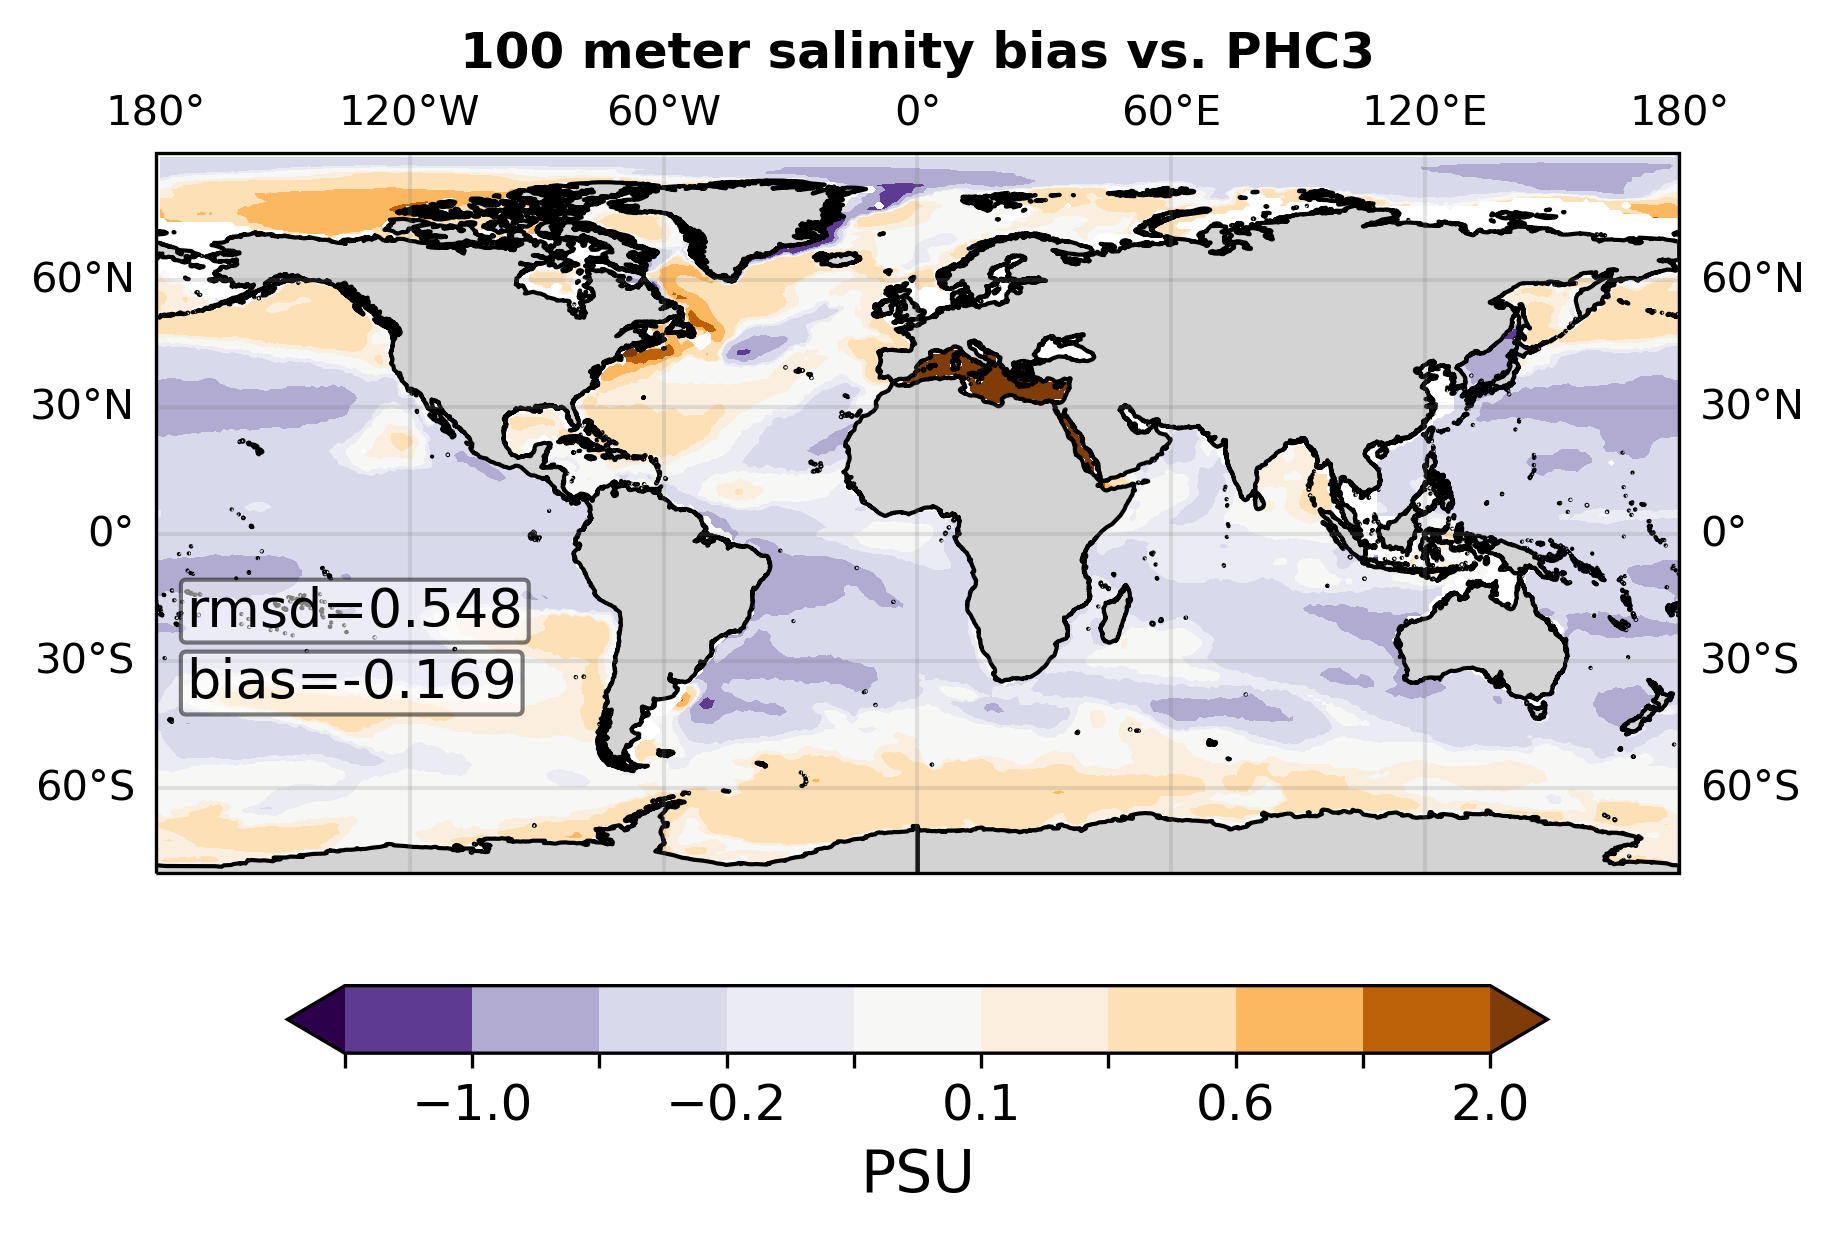 100 meter salinity bias vs. PHC3
180° 120°W 60°W 0° 60°E 120°E 180°
60°N 60°N
30°N 30°N
0° 0°
rmsd=0.548
30°S 30°S
bias=-0.169
60°S 60°S
−1.0 −0.2 0.1 0.6 2.0
PSU